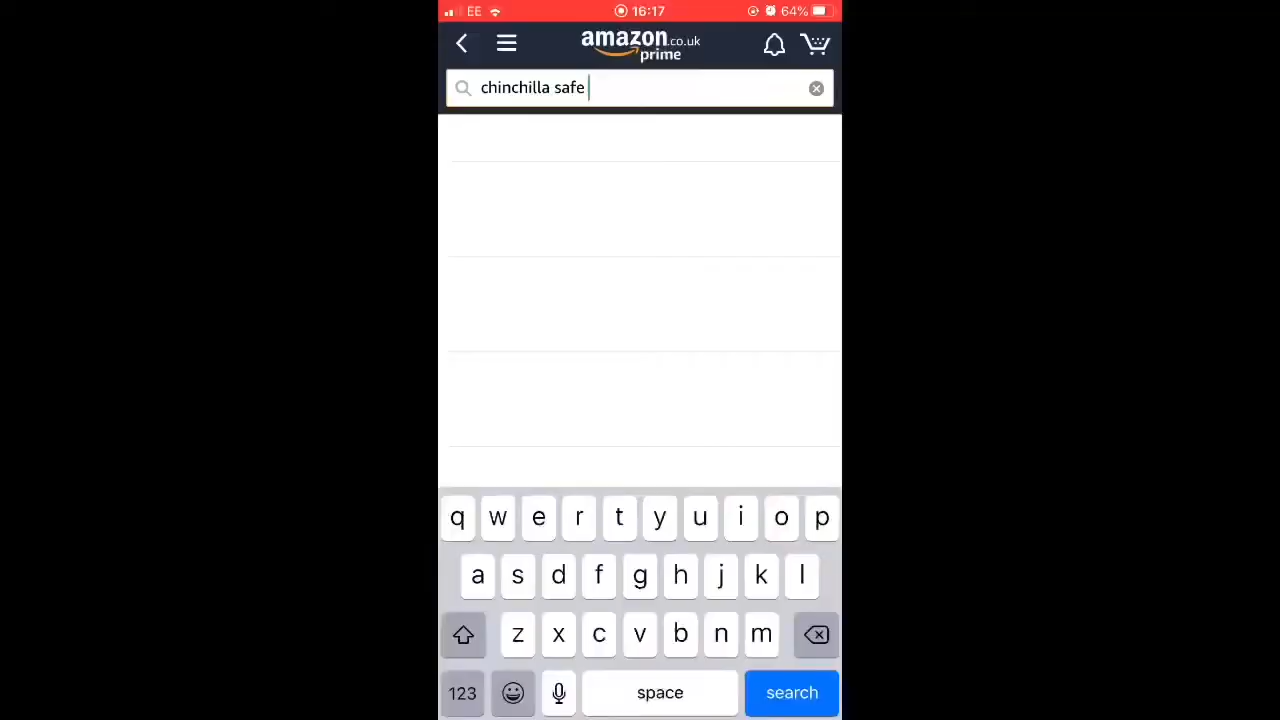 EE 16:17 64%
amazon.co.uk
prime
chinchilla safe
q w e r t y u i o p
a s d f g h j k l
z x c v b n m
123 space search